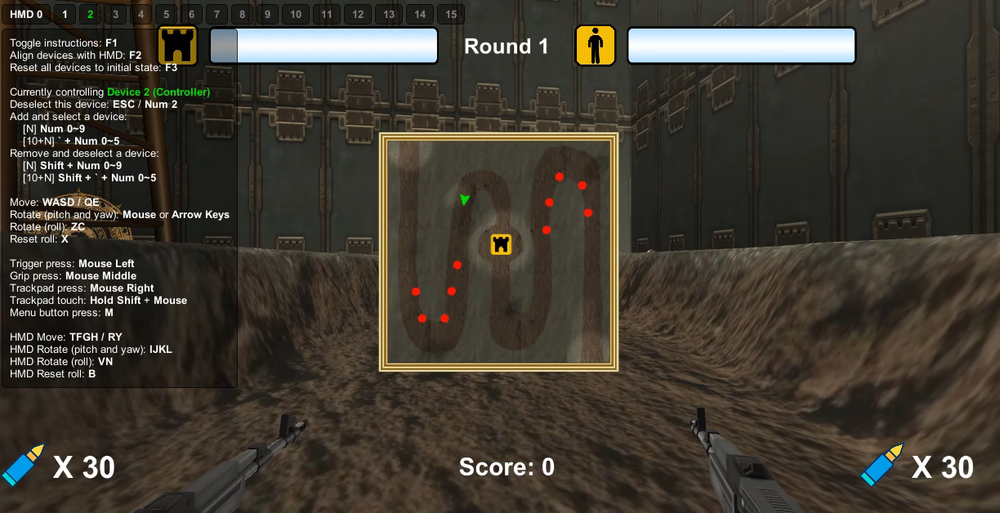 HMD 0 1 2 3 4 5 6 7 8 9 10 11 12 13 14 15
Round 1
Toggle instructions: F1
Align devices with HMD: F2
Reset all devices to initial state: F3
Currently controlling Device 2 (Controller)
Deselect this device: ESC / Num 2
Add and select a device:
[N] Num 0~9
[10+N] ` + Num 0~5
Remove and deselect a device:
[N] Shift + Num 0~9
[10+N] Shift + ` + Num 0~5
Move: WASD / QE
Rotate (pitch and yaw): Mouse or Arrow Keys
Rotate (roll): ZC
Reset roll: X
Trigger press: Mouse Left
Grip press: Mouse Middle
Trackpad press: Mouse Right
Trackpad touch: Hold Shift + Mouse
Menu button press: M
HMD Move: TFGH / RY
HMD Rotate (pitch and yaw): IJKL
HMD Rotate (roll): VN
HMD Reset roll: B
X 30
Score: 0
X 30